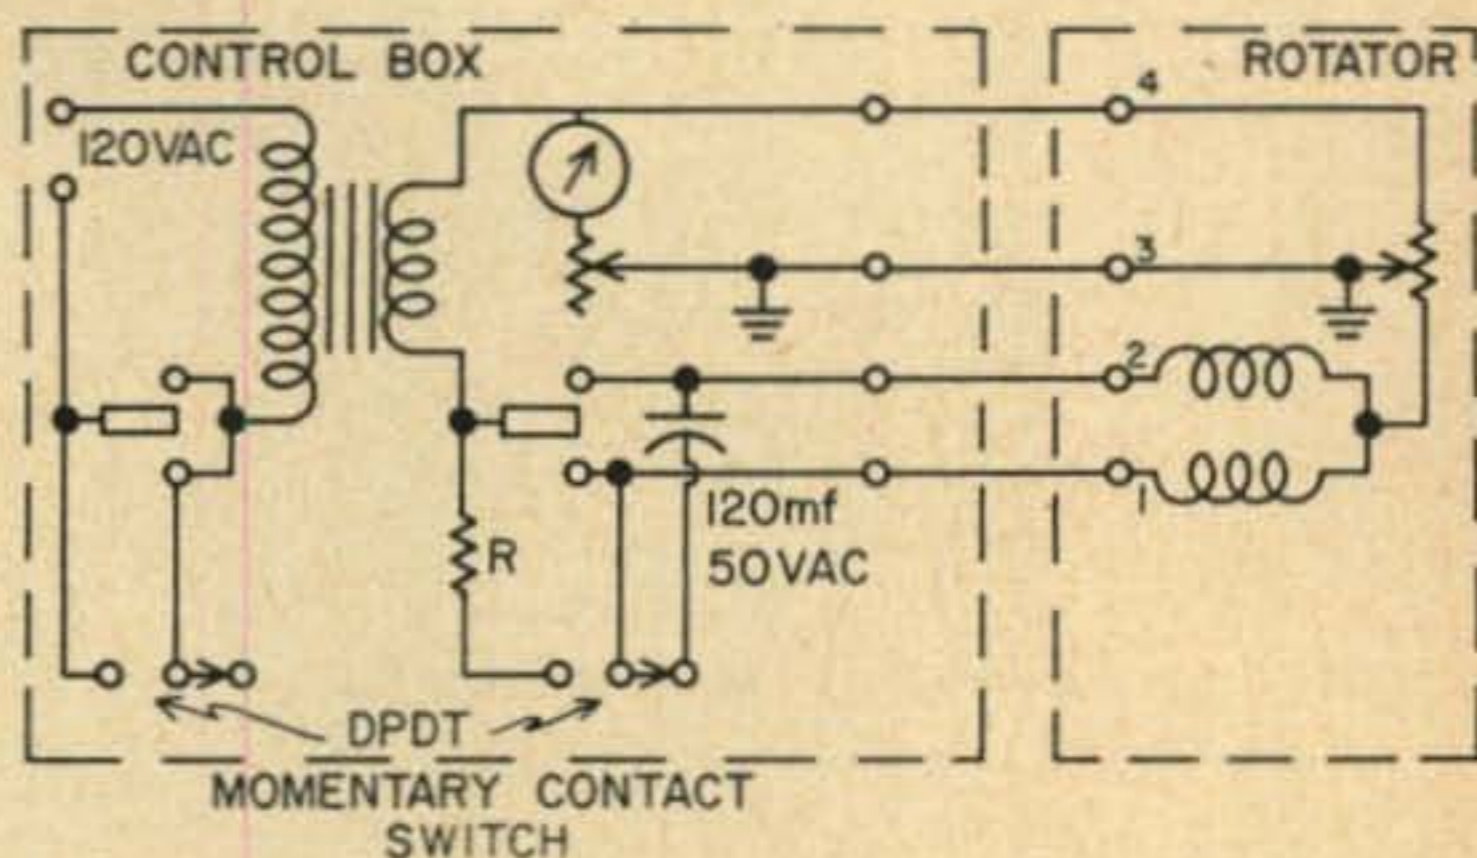 CONTROL BOX
ROTATOR
4
120VAC
3
2
1
120mf
50VAC
R
DPDT
MOMENTARY CONTACT
SWITCH